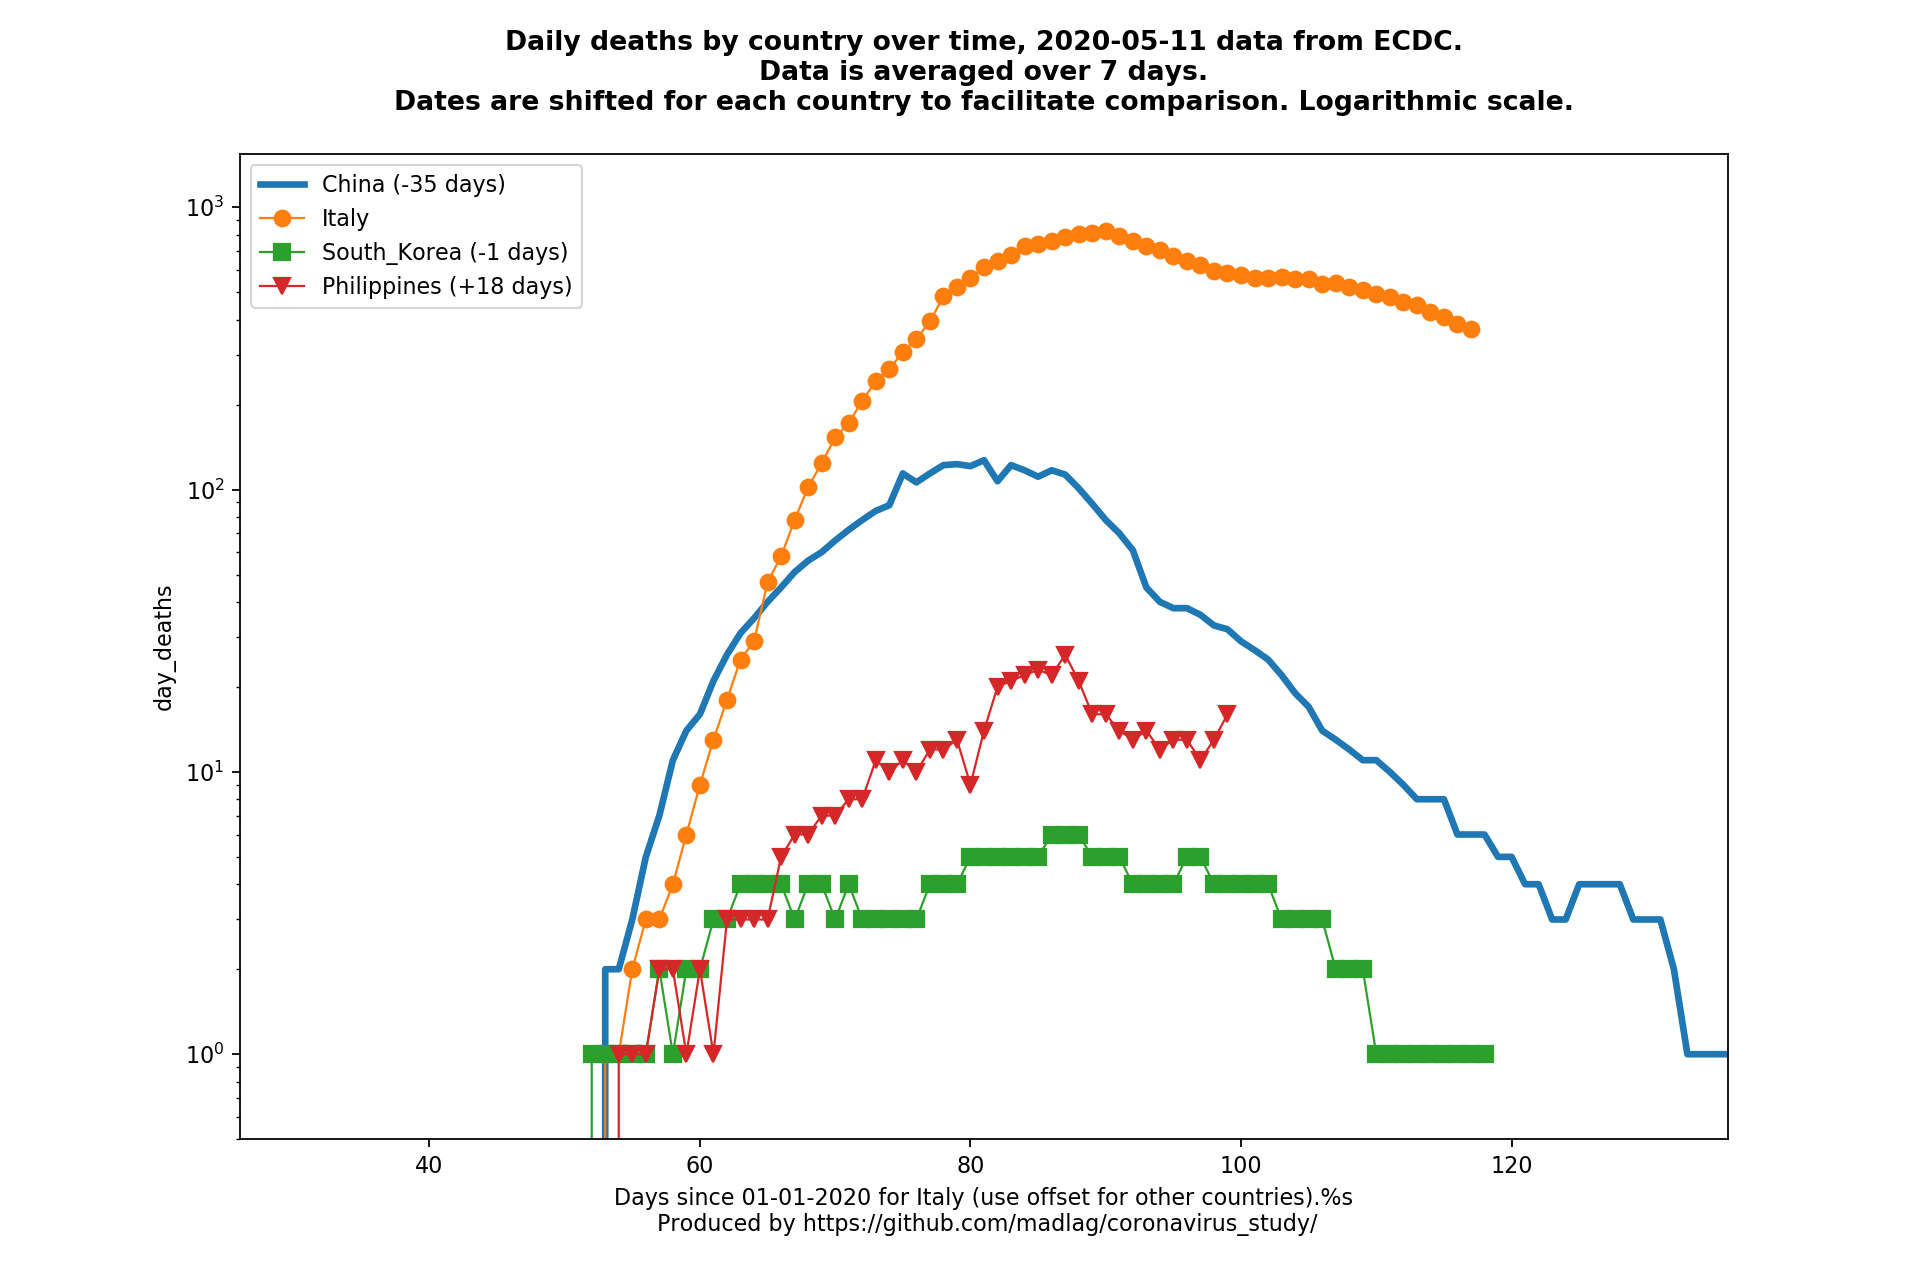 Daily deaths by country over time, 2020-05-11 data from ECDC.
Data is averaged over 7 days.
Dates are shifted for each country to facilitate comparison. Logarithmic scale.
China (-35 days)
Italy
South_Korea (-1 days)
Philippines (+18 days)
10³
10²
10¹
10⁰
day_deaths
40 60 80 100 120
Days since 01-01-2020 for Italy (use offset for other countries).%s
Produced by https://github.com/madlag/coronavirus_study/